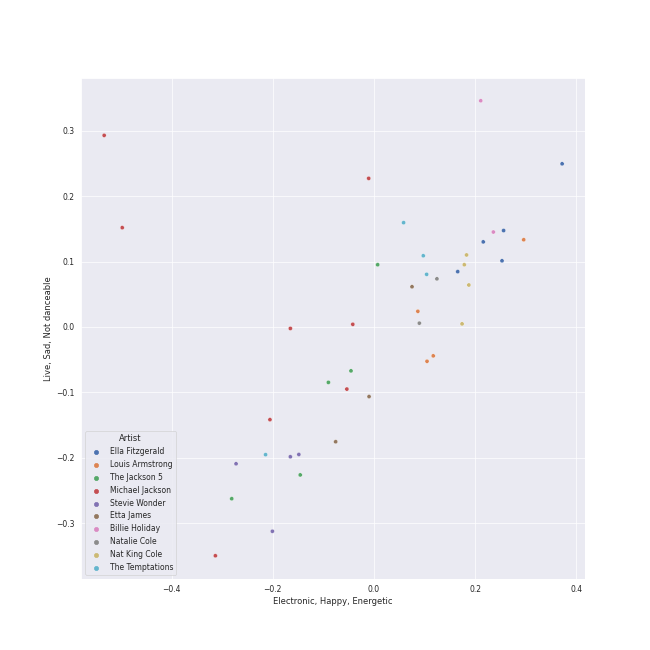 0.3
0.2
0.1
0.0
−0.1
−0.2
−0.3
Live, Sad, Not danceable
Artist
Ella Fitzgerald
Louis Armstrong
The Jackson 5
Michael Jackson
Stevie Wonder
Etta James
Billie Holiday
Natalie Cole
Nat King Cole
The Temptations
−0.4 −0.2 0.0 0.2 0.4
Electronic, Happy, Energetic